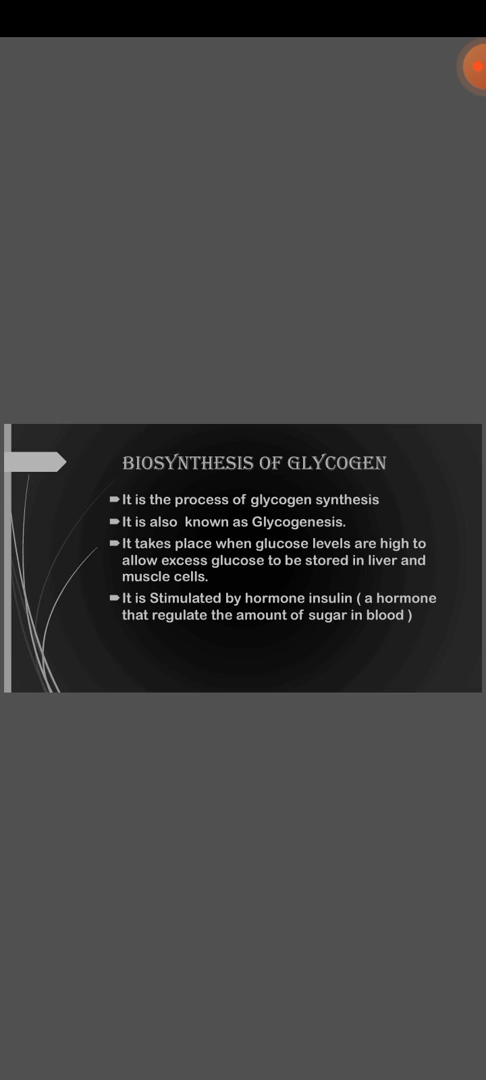 BIOSYNTHESIS OF GLYCOGEN
It is the process of glycogen synthesis
It is also known as Glycogenesis.
It takes place when glucose levels are high to
allow excess glucose to be stored in liver and
muscle cells.
It is Stimulated by hormone insulin ( a hormone
that regulate the amount of sugar in blood )